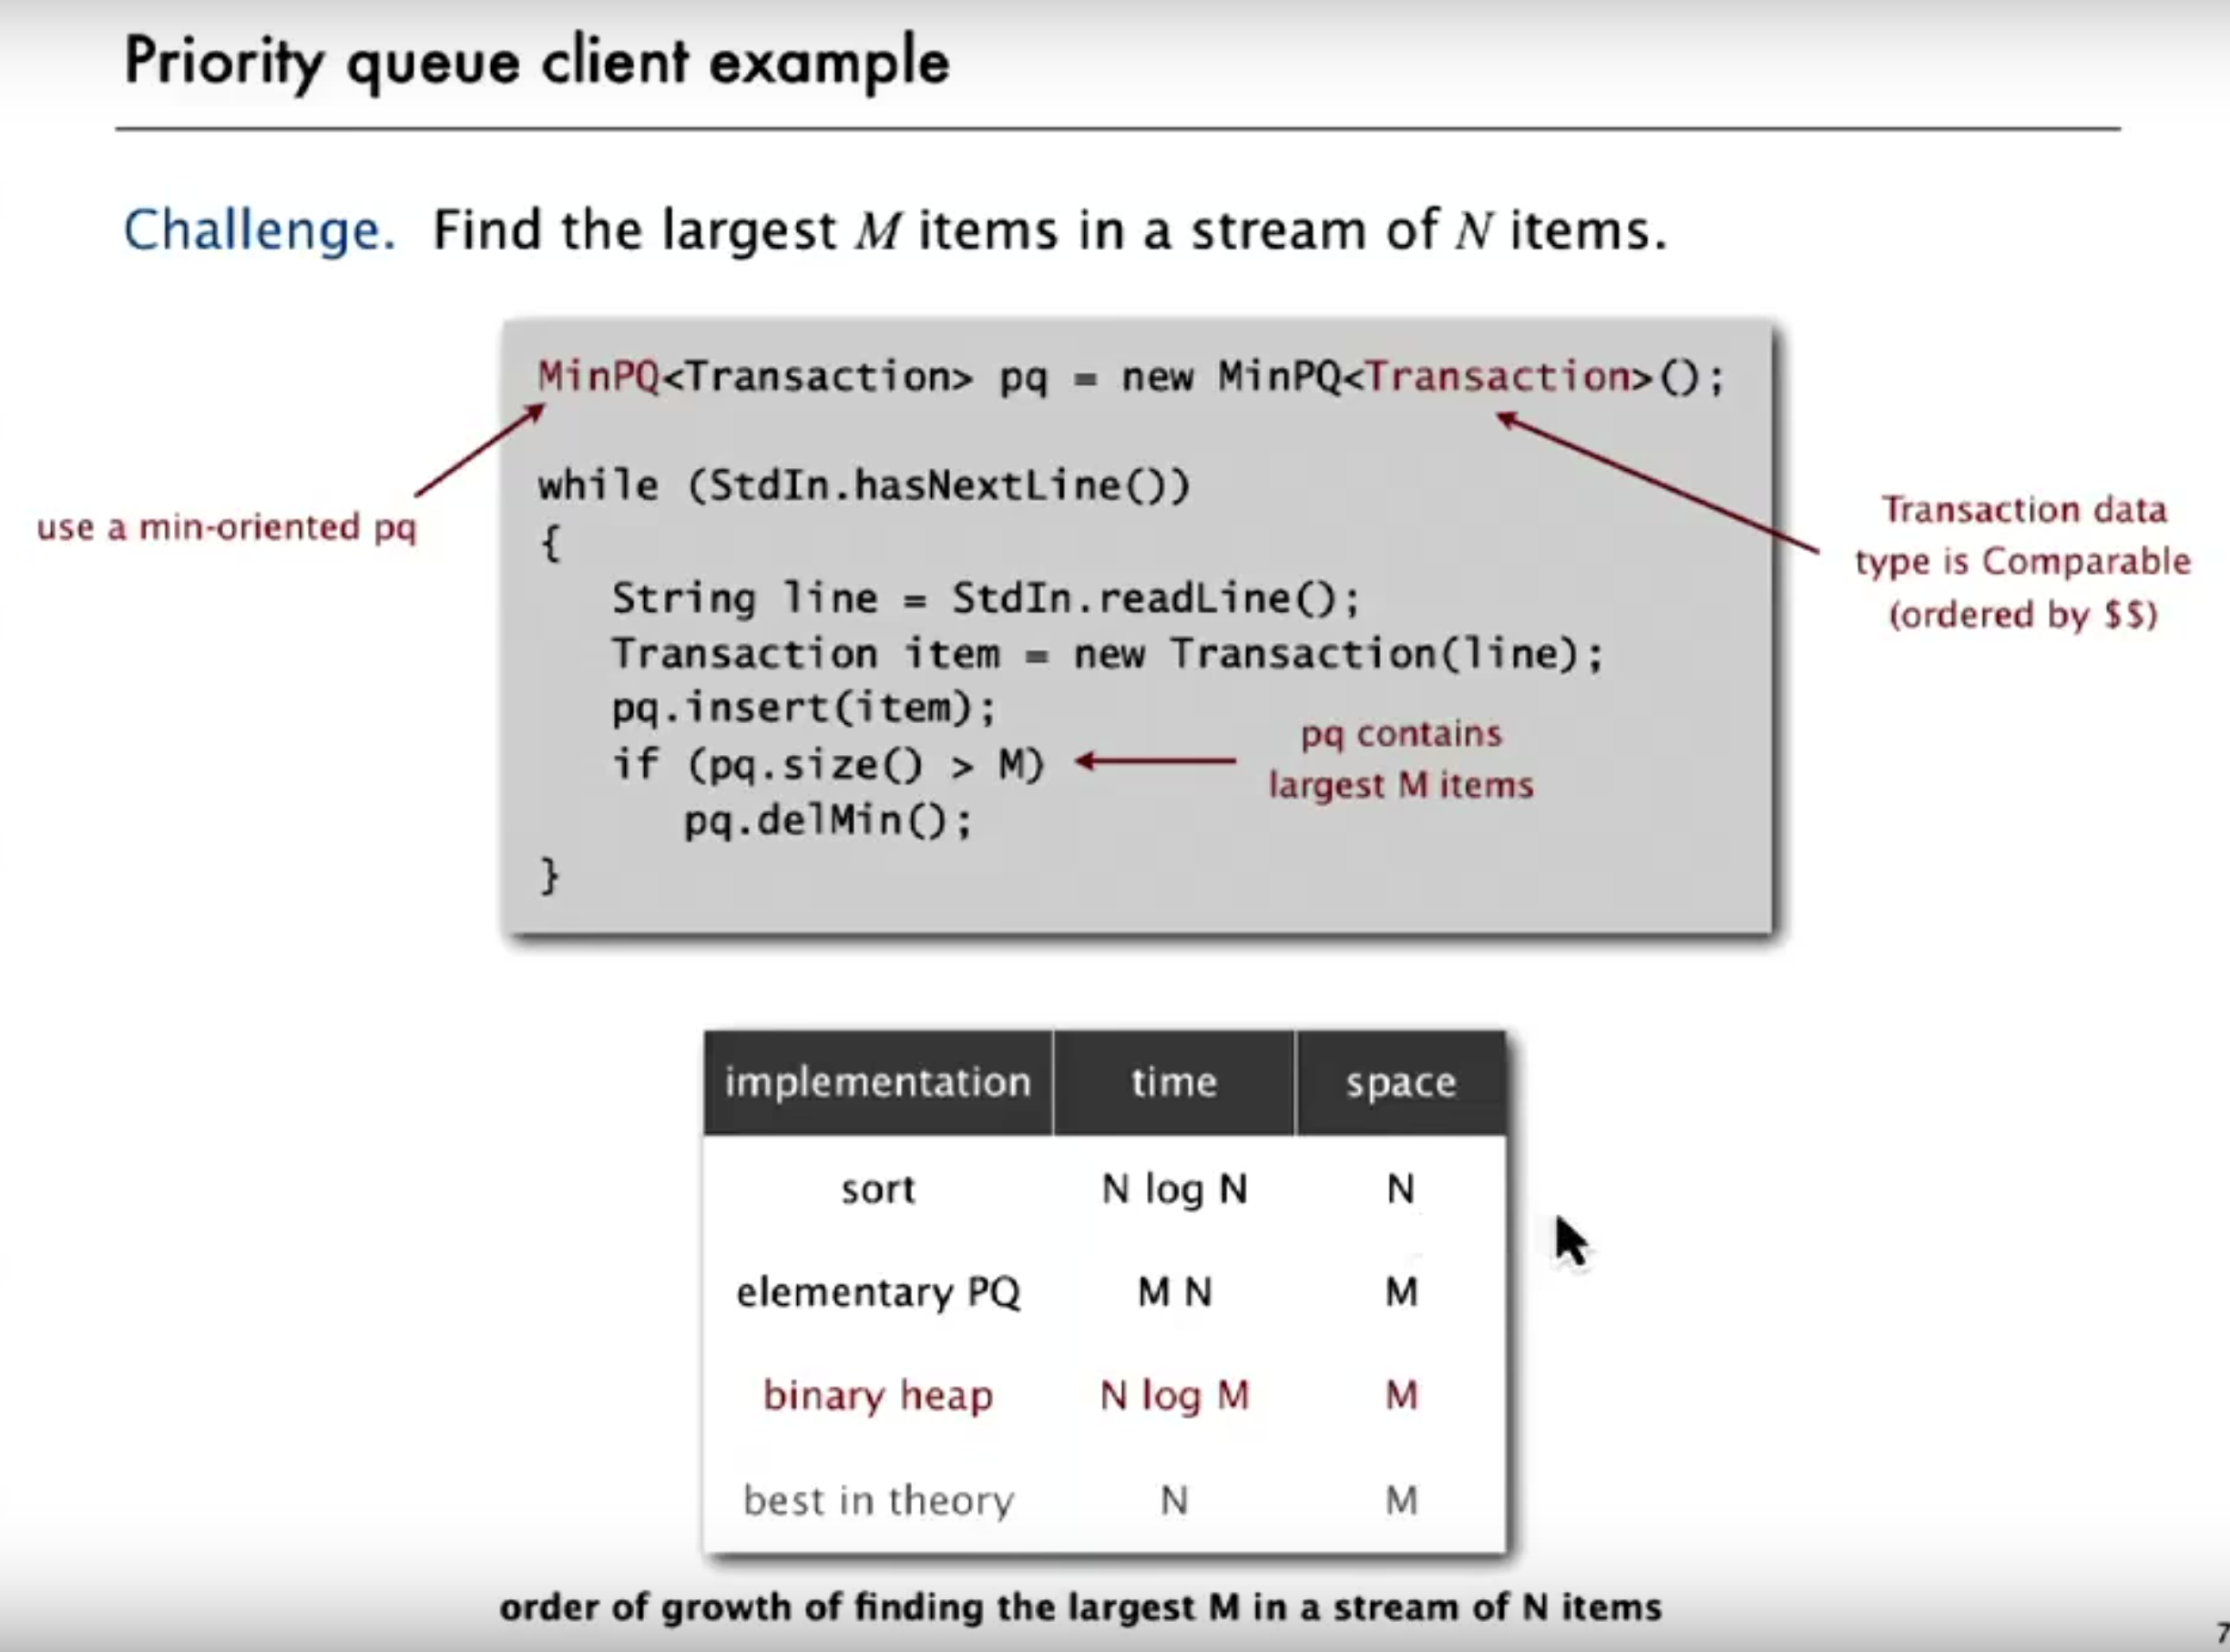 Priority queue client example
Challenge. Find the largest M items in a stream of N items.
MinPQ<Transaction> pq = new MinPQ<Transaction>();
while (StdIn.hasNextLine())
{
String line = StdIn.readLine();
Transaction item = new Transaction(line);
pq.insert(item);
if (pq.size() > M)
pq.delMin();
}
use a min-oriented pq
Transaction data
type is Comparable
(ordered by $$)
pq contains
largest M items
implementation time space
sort N log N N
elementary PQ M N M
binary heap N log M M
best in theory N M
order of growth of finding the largest M in a stream of N items
7